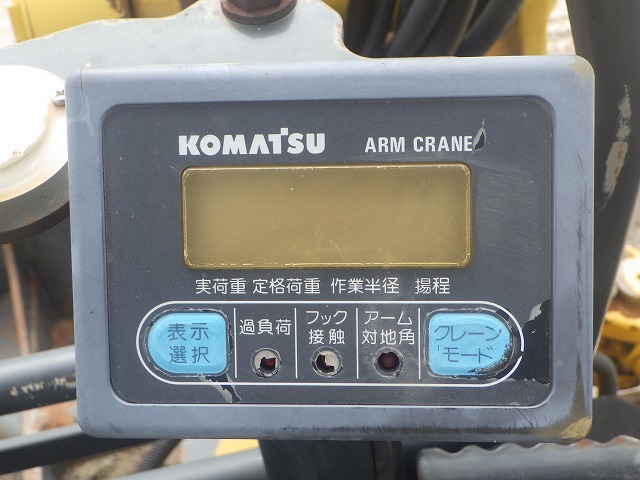 KOMATSU ARM CRANE
実荷重 定格荷重 作業半径 揚程
表示
選択
過負荷
フック
接触
アーム
対地角
クレーン
モード